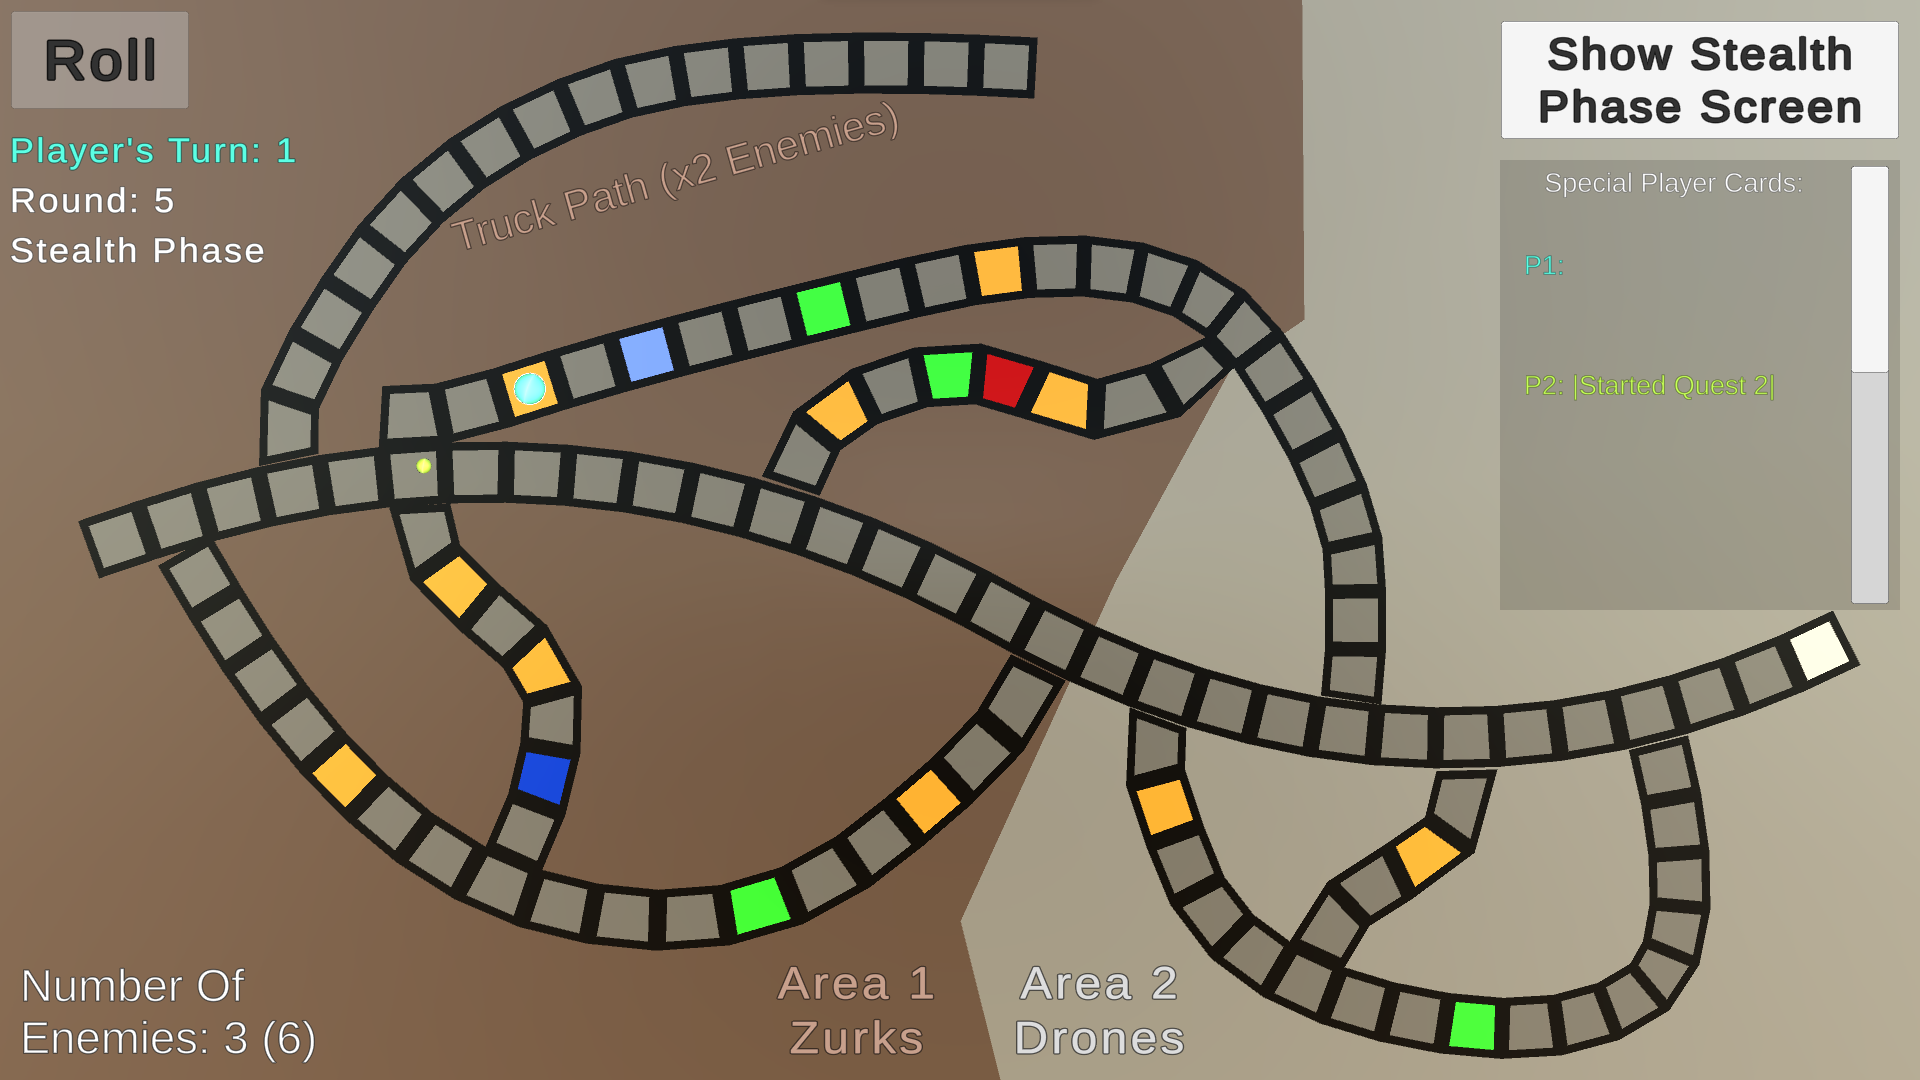 Roll
Player's Turn: 1
Round: 5
Stealth Phase
Truck Path (x2 Enemies)
Show Stealth
Phase Screen
Special Player Cards:
P1:
P2: |Started Quest 2|
Number Of
Enemies: 3 (6)
Area 1
Zurks
Area 2
Drones